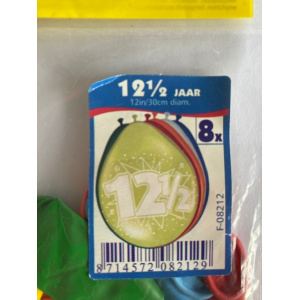 12½ JAAR
12in/30cm diam.
8x
12½
F-08212
8 714572 082129